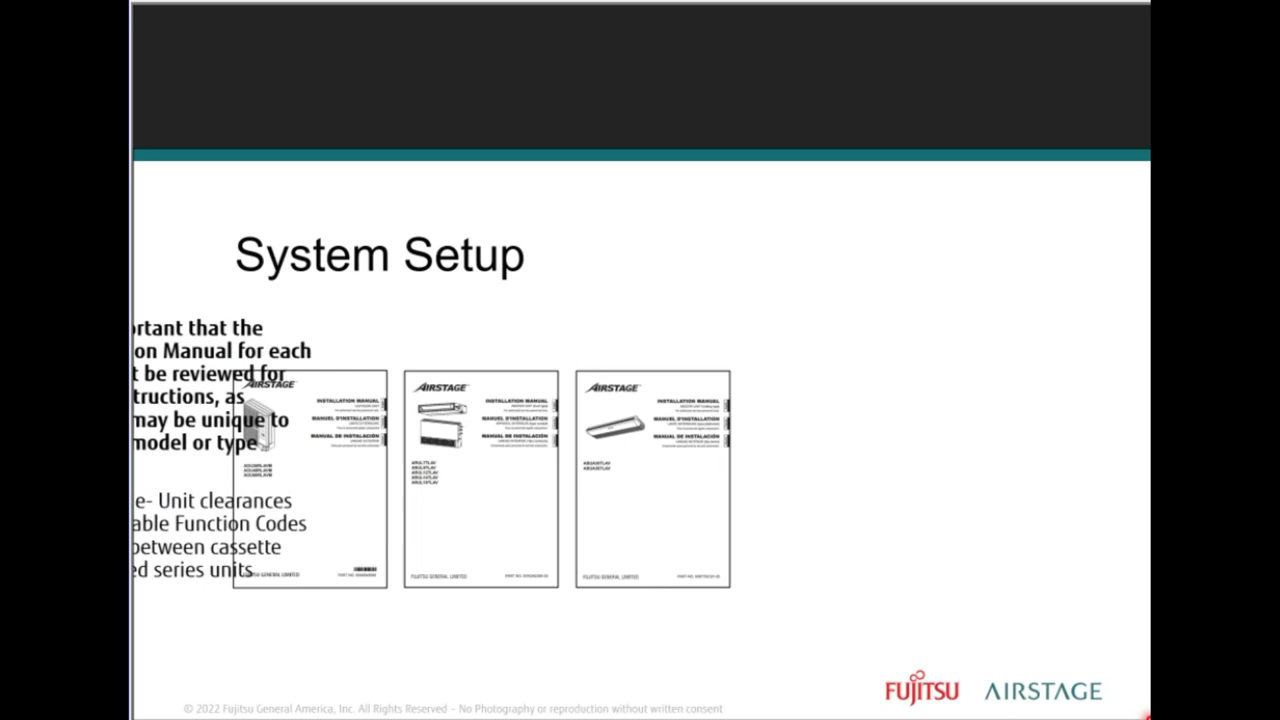 System Setup
ortant that the
on Manual for each
t be reviewed for
tructions, as
may be unique to
model or type
e- Unit clearances
able Function Codes
between cassette
ed series units
AIRSTAGE
INSTALLATION MANUAL
MANUEL D'INSTALLATION
MANUAL DE INSTALACIÓN
FUJITSU GENERAL LIMITED
AIRSTAGE
INSTALLATION MANUAL
MANUEL D'INSTALLATION
MANUAL DE INSTALACIÓN
FUJITSU GENERAL LIMITED
AIRSTAGE
INSTALLATION MANUAL
MANUEL D'INSTALLATION
MANUAL DE INSTALACIÓN
FUJITSU GENERAL LIMITED
FUJITSU AIRSTAGE
© 2022 Fujitsu General America, Inc. All Rights Reserved – No Photography or reproduction without written consent